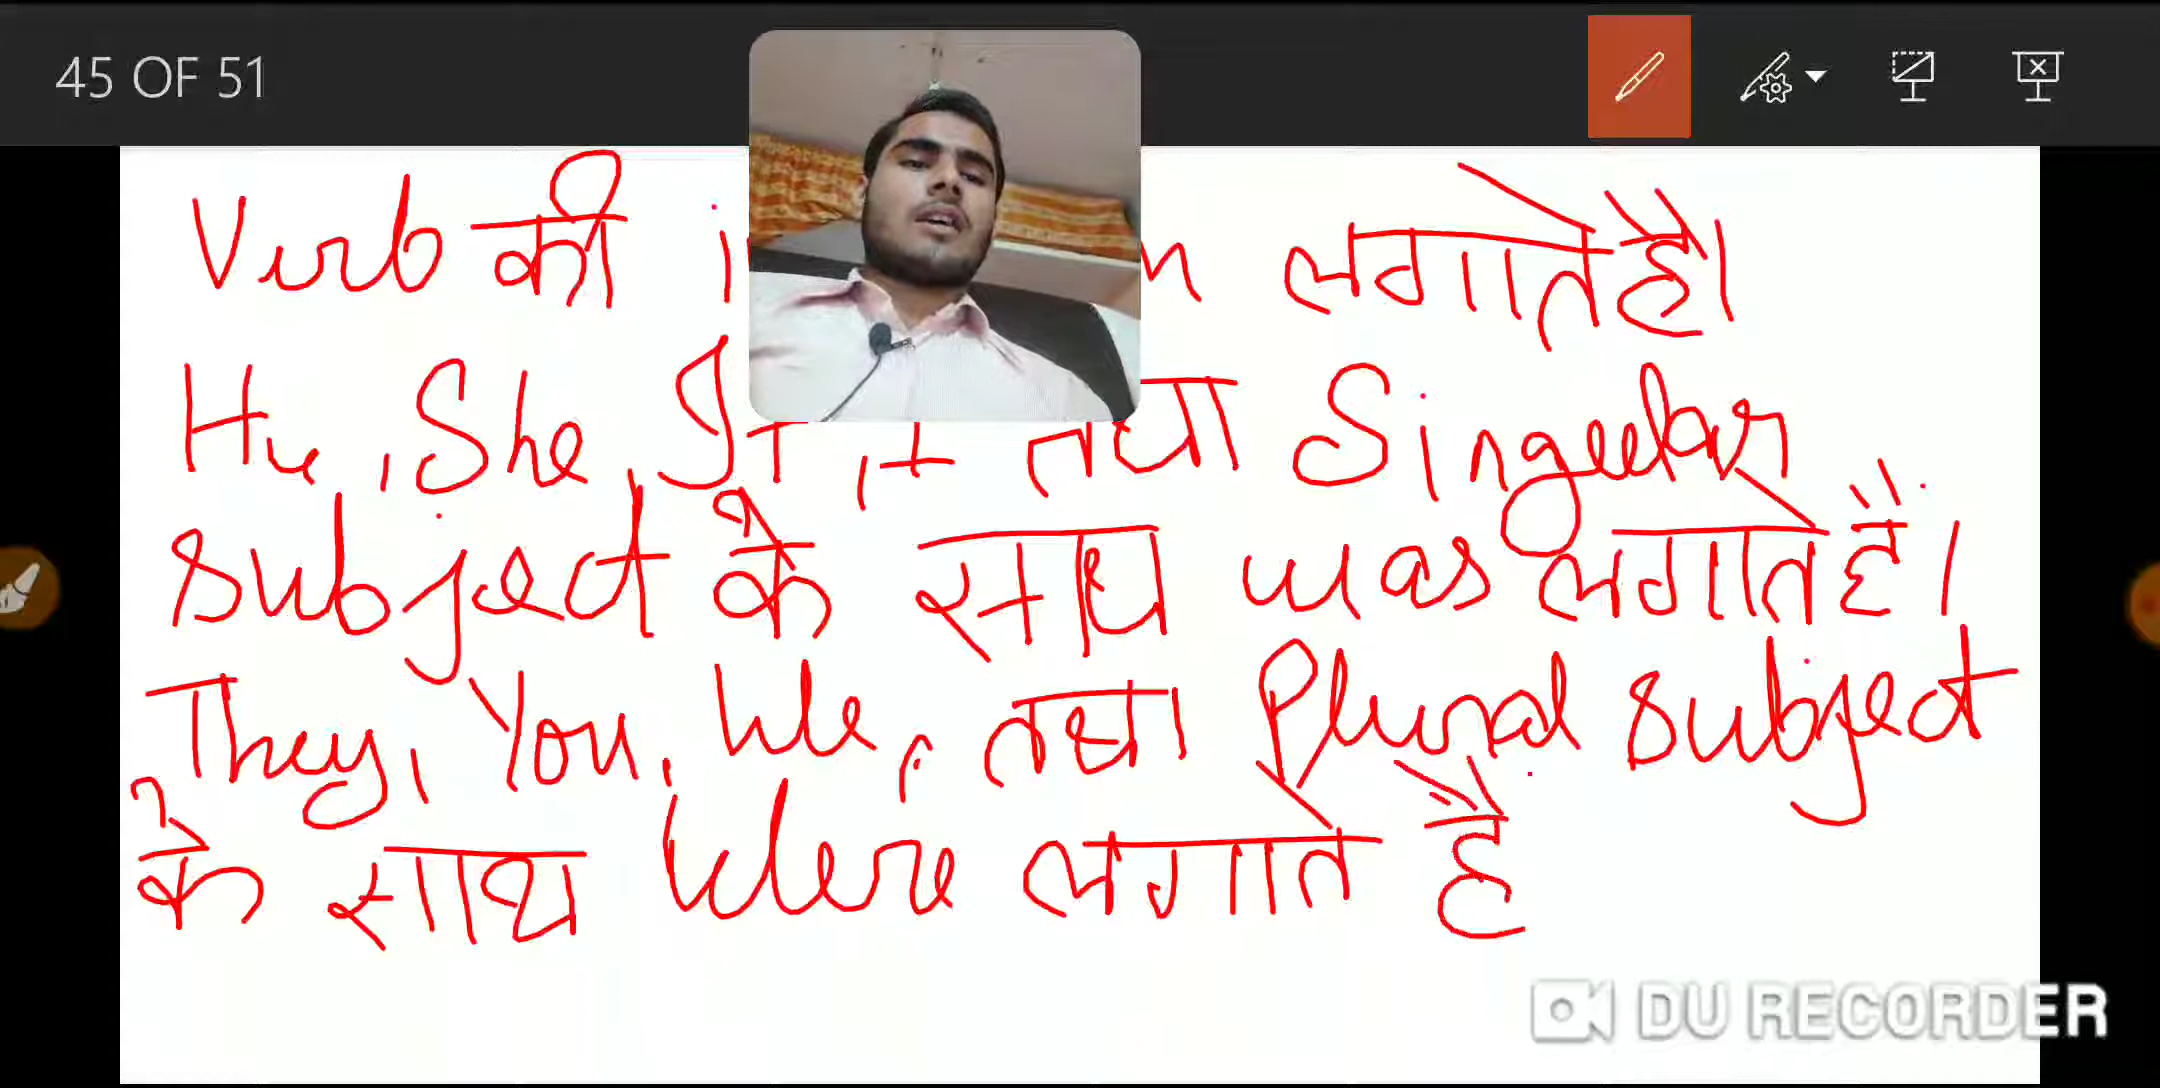 45 OF 51
Verb की लगाते हैं।
He, She, It, I तथा Singular
subject के साथ was लगाते हैं।
They, You, We, तथा Plural subject
के साथ Were लगाते हैं
DU RECORDER